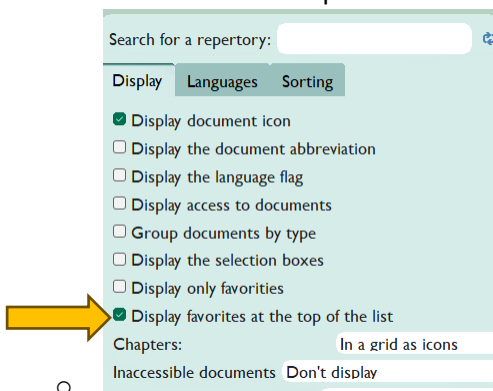 Search for a repertory:
Display Languages Sorting
Display document icon
Display the document abbreviation
Display the language flag
Display access to documents
Group documents by type
Display the selection boxes
Display only favorities
Display favorites at the top of the list
Chapters: In a grid as icons
Inaccessible documents Don't display